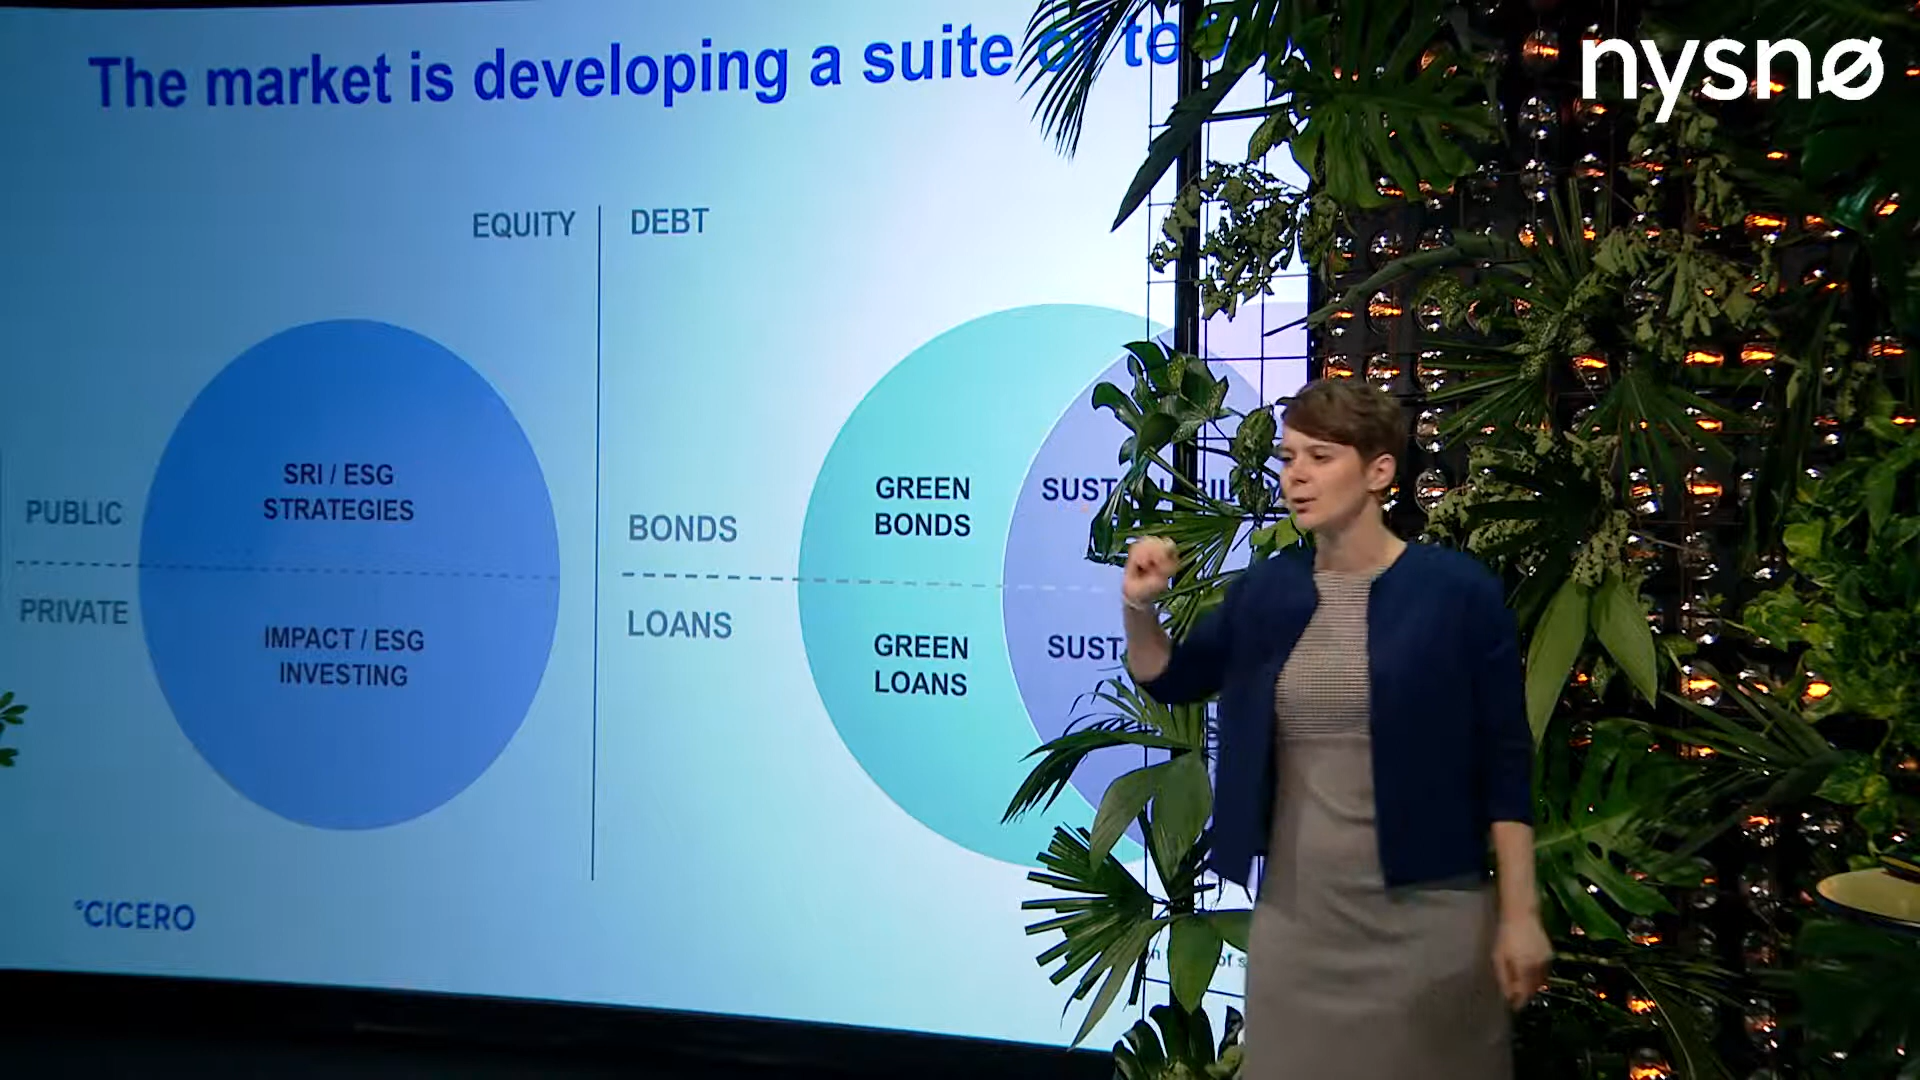 The market is developing a suite of
nysnø
EQUITY
DEBT
SRI / ESG
STRATEGIES
PUBLIC
PRIVATE
IMPACT / ESG
INVESTING
BONDS
LOANS
GREEN
BONDS
GREEN
LOANS
°CICERO